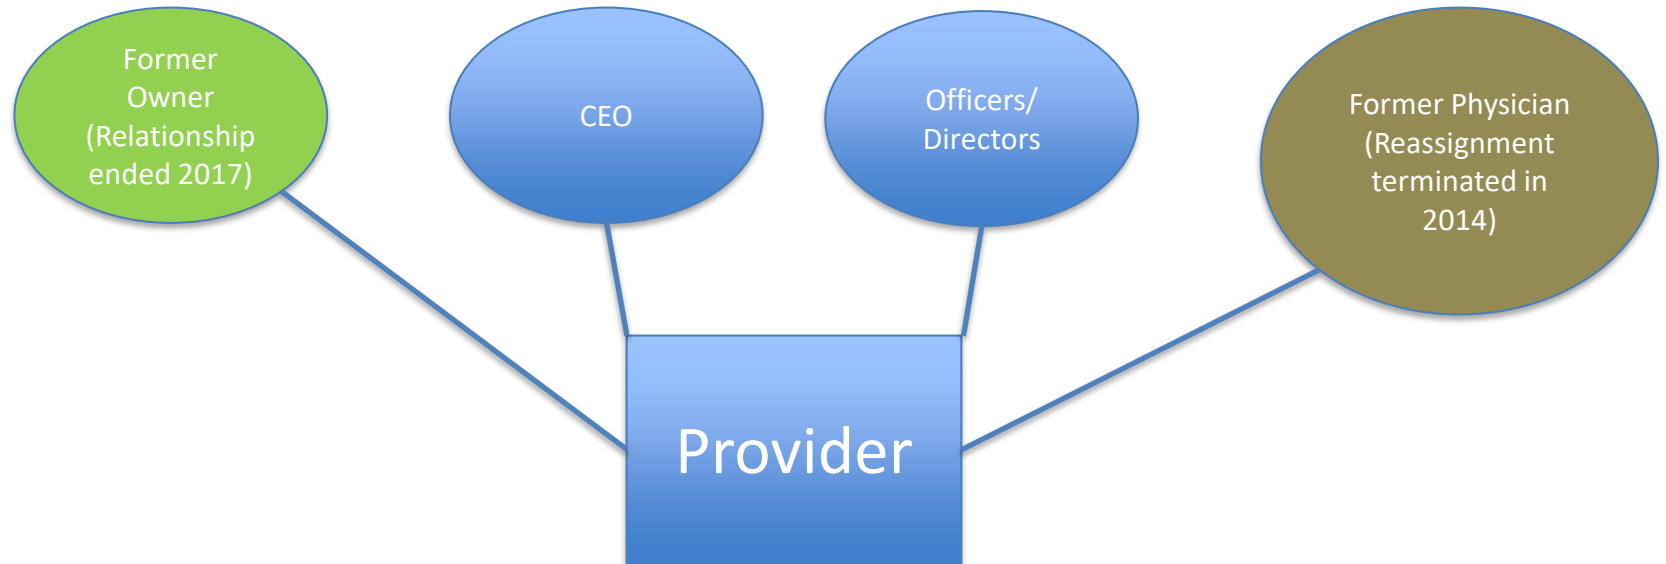 Former
Owner
(Relationship
ended 2017)
CEO
Officers/
Directors
Former Physician
(Reassignment
terminated in
2014)
Provider